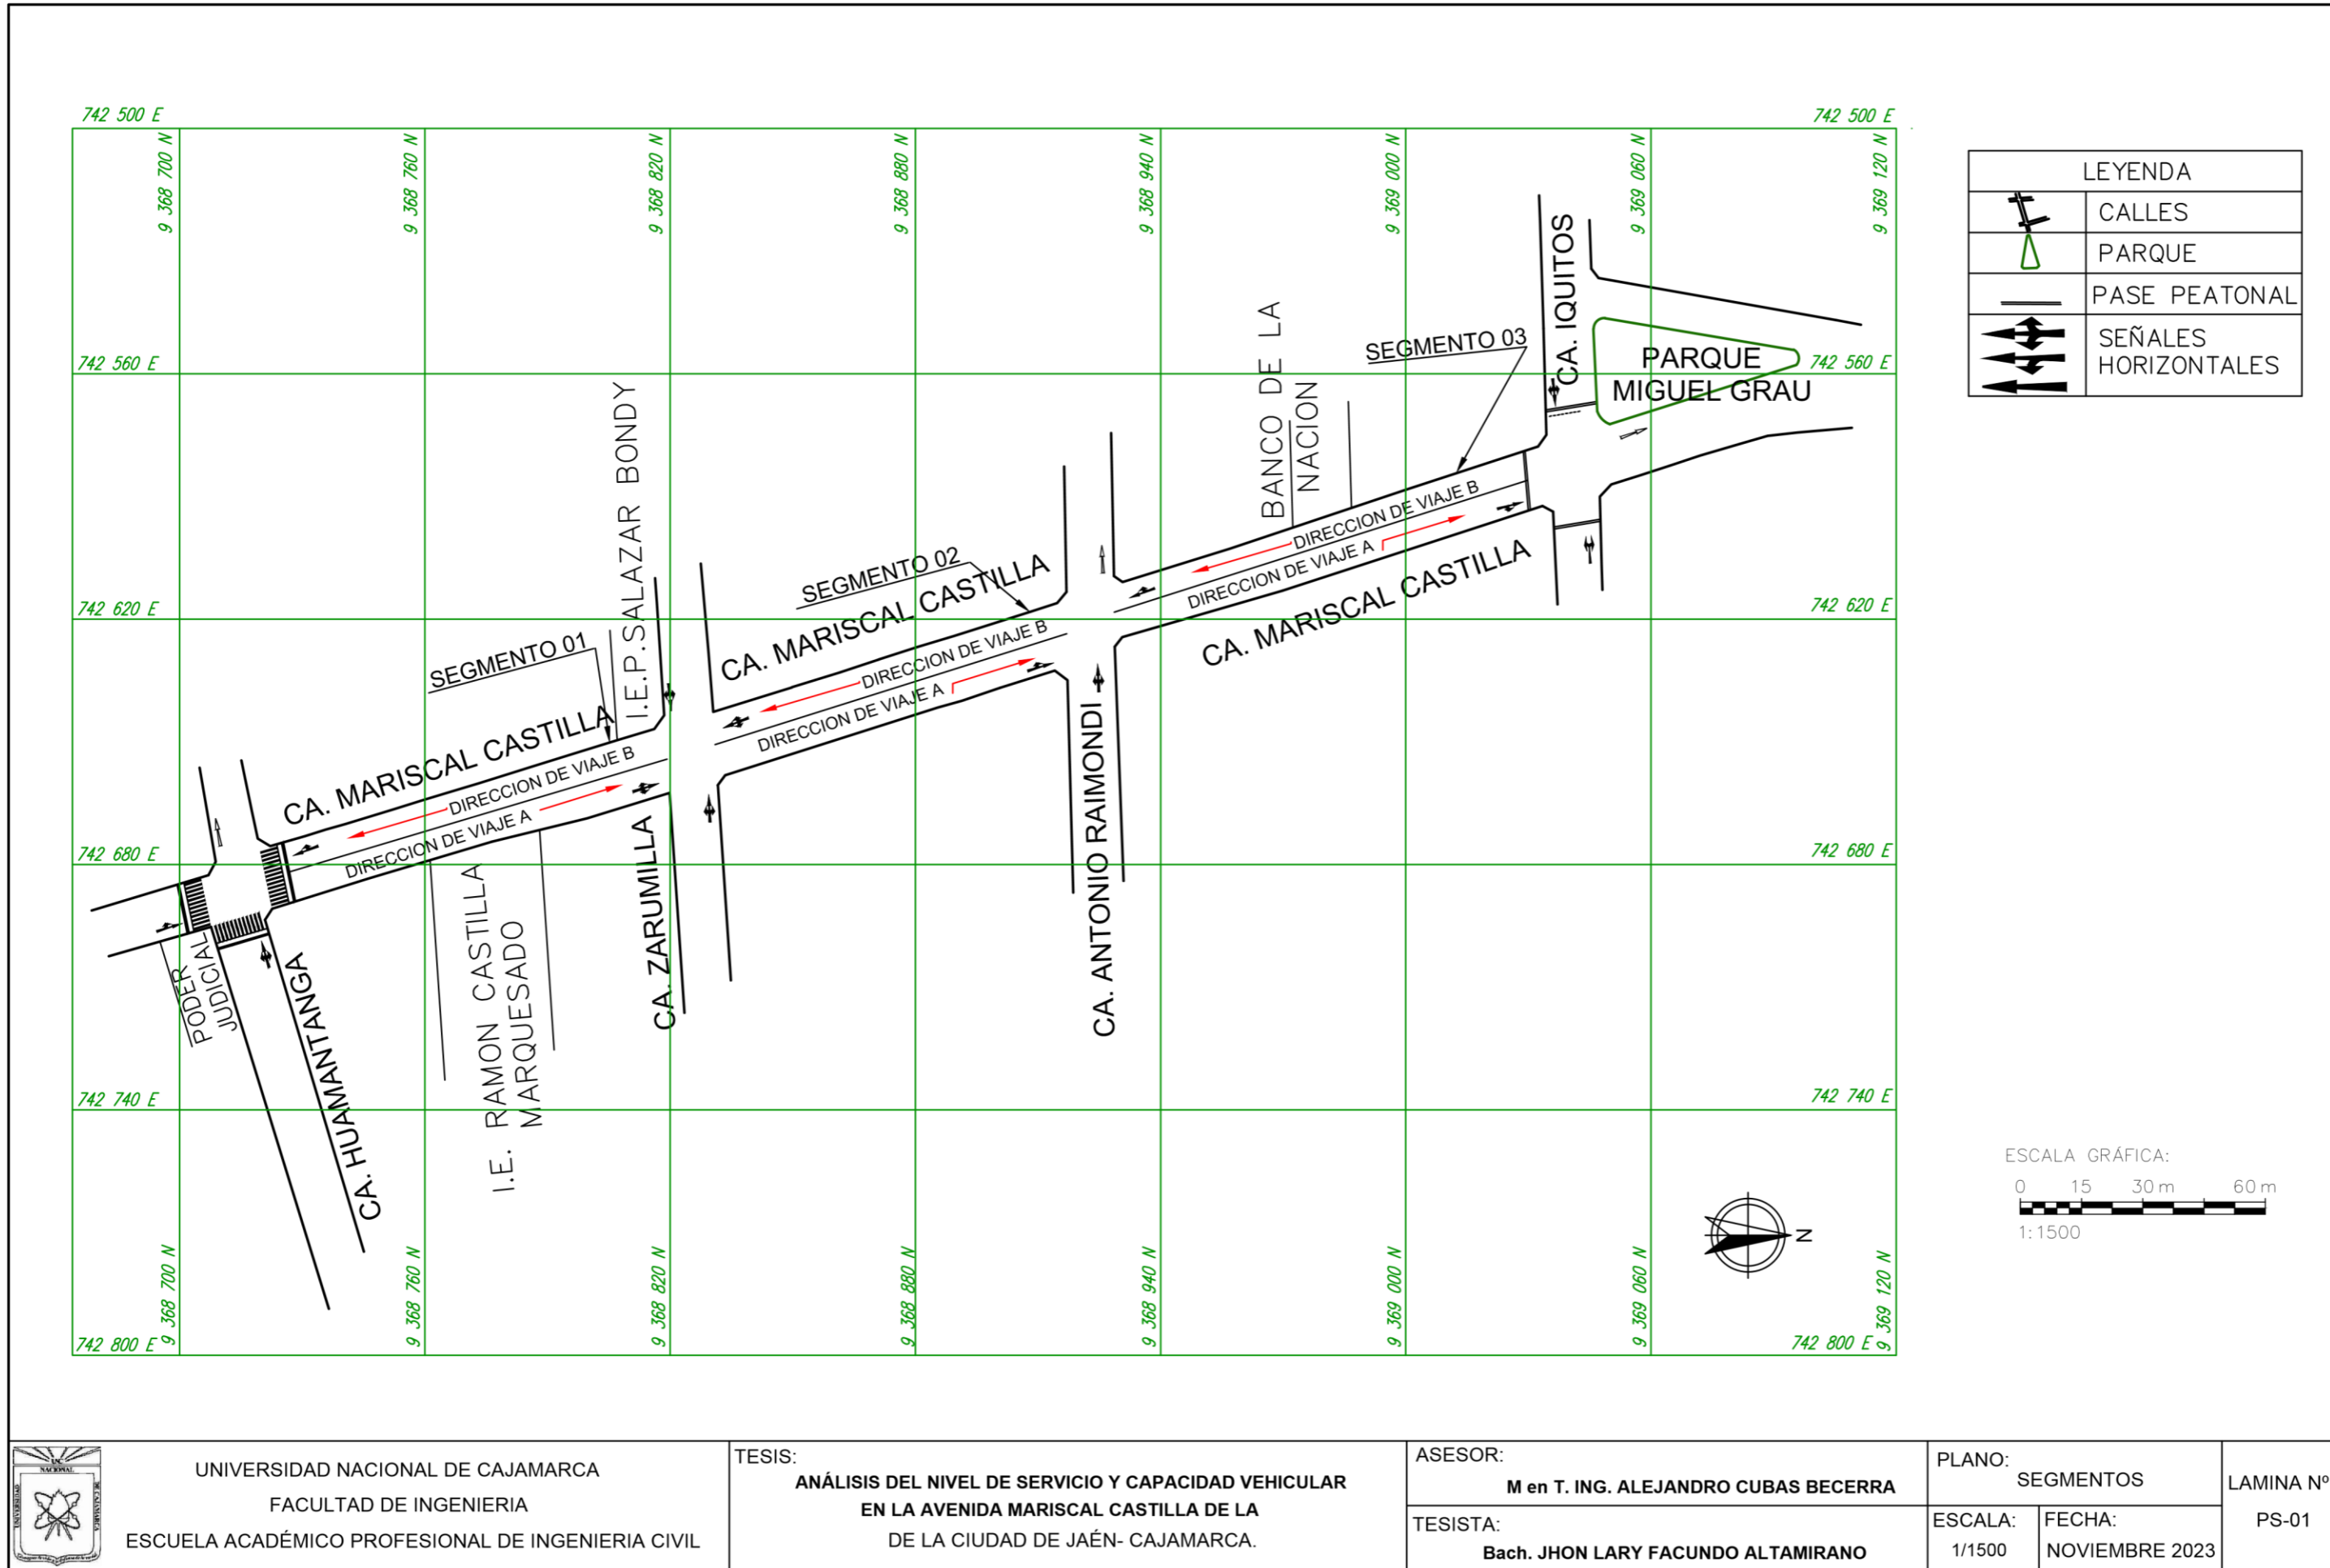 742 500 E
742 500 E
9 368 700 N
9 368 760 N
9 368 820 N
9 368 880 N
9 368 940 N
9 369 000 N
9 369 060 N
9 369 120 N
LEYENDA
CALLES
PARQUE
PASE PEATONAL
SEÑALES
HORIZONTALES
742 560 E
742 560 E
CA. IQUITOS
PARQUE
MIGUEL GRAU
SEGMENTO 03
BANCO DE LA
NACION
DIRECCION DE VIAJE B
DIRECCION DE VIAJE A
CA. MARISCAL CASTILLA
742 620 E
742 620 E
SEGMENTO 02
CA. MARISCAL CASTILLA
DIRECCION DE VIAJE B
DIRECCION DE VIAJE A
I.E.P.SALAZAR BONDY
SEGMENTO 01
CA. MARISCAL CASTILLA
DIRECCION DE VIAJE B
DIRECCION DE VIAJE A
742 680 E
742 680 E
PODER
JUDICIAL
CA. HUAMANTANGA
I.E. RAMON CASTILLA
MARQUESADO
CA. ZARUMILLA
CA. ANTONIO RAIMONDI
742 740 E
742 740 E
N
ESCALA GRÁFICA:
0 15 30 m 60 m
1:1500
9 368 700 N
9 368 760 N
9 368 820 N
9 368 880 N
9 368 940 N
9 369 000 N
9 369 060 N
9 369 120 N
742 800 E
742 800 E
UNIVERSIDAD NACIONAL DE CAJAMARCA
FACULTAD DE INGENIERIA
ESCUELA ACADÉMICO PROFESIONAL DE INGENIERIA CIVIL
TESIS:
ANÁLISIS DEL NIVEL DE SERVICIO Y CAPACIDAD VEHICULAR
EN LA AVENIDA MARISCAL CASTILLA DE LA
DE LA CIUDAD DE JAÉN- CAJAMARCA.
ASESOR:
M en T. ING. ALEJANDRO CUBAS BECERRA
TESISTA:
Bach. JHON LARY FACUNDO ALTAMIRANO
PLANO:
SEGMENTOS
ESCALA:
1/1500
FECHA:
NOVIEMBRE 2023
LAMINA Nº
PS-01